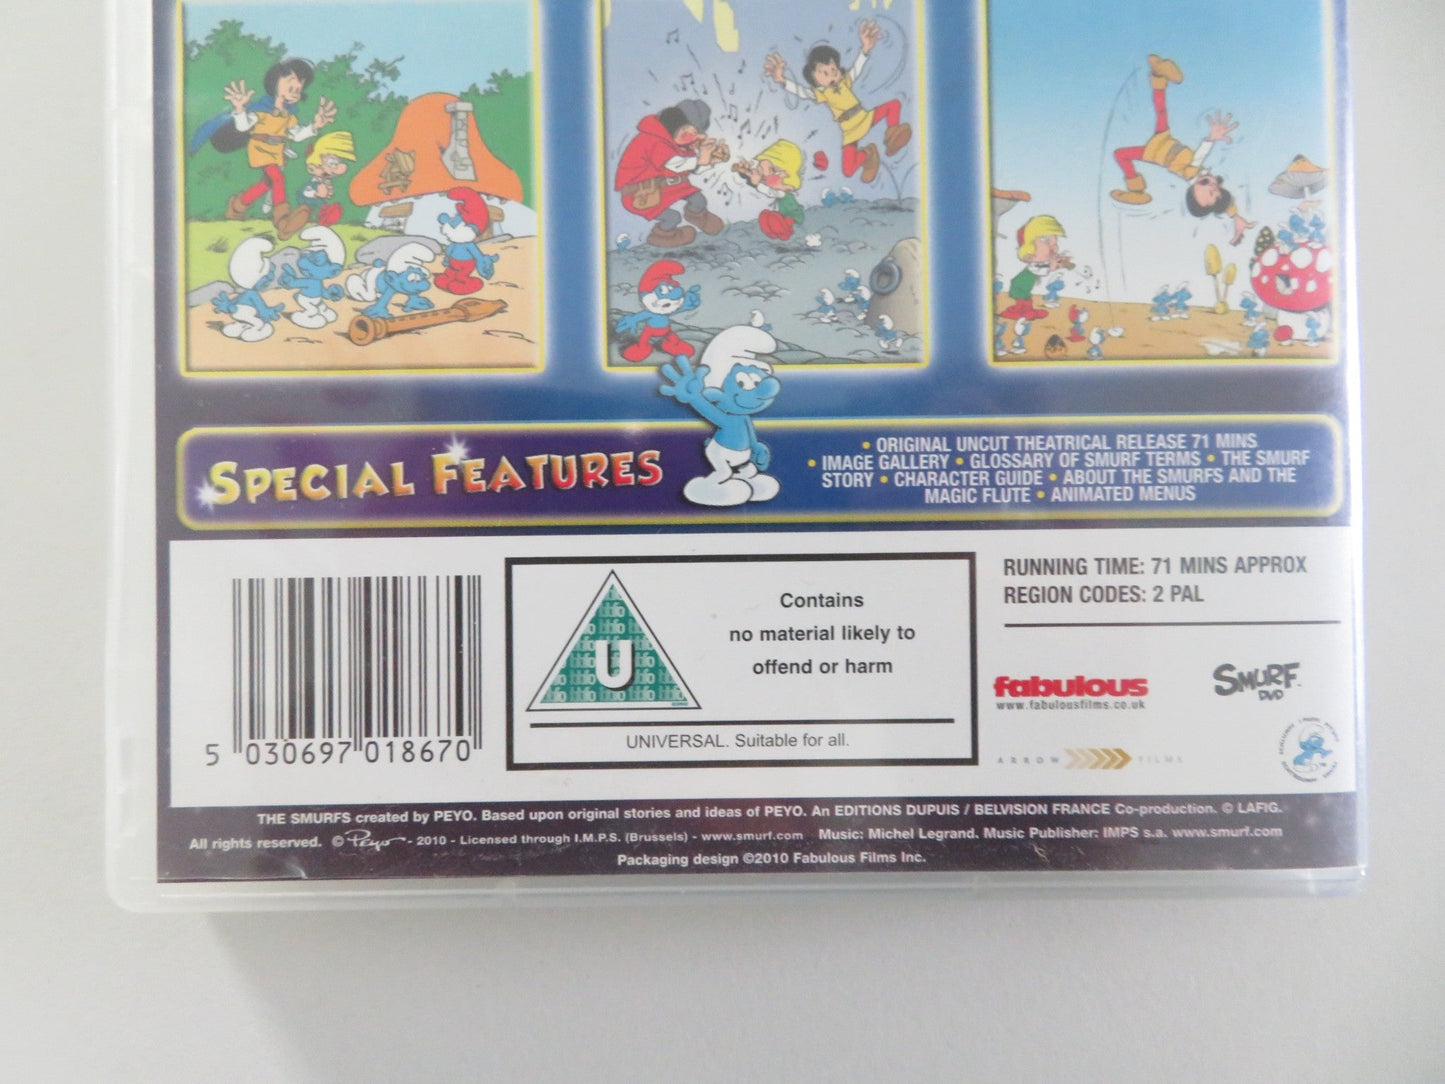 SPECIAL FEATURES
• ORIGINAL UNCUT THEATRICAL RELEASE 71 MINS
• IMAGE GALLERY • GLOSSARY OF SMURF TERMS • THE SMURF
STORY • CHARACTER GUIDE • ABOUT THE SMURFS AND THE
MAGIC FLUTE • ANIMATED MENUS
5 030697 018670
U
Contains
no material likely to
offend or harm
UNIVERSAL. Suitable for all.
RUNNING TIME: 71 MINS APPROX
REGION CODES: 2 PAL
fabulous
www.fabulousfilms.co.uk
SMURF
DVD
ARROW FILMS
THE SMURFS created by PEYO. Based upon original stories and ideas of PEYO. An EDITIONS DUPUIS / BELVISION FRANCE Co-production. © LAFIG.
All rights reserved. © Peyo - 2010 - Licensed through I.M.P.S. (Brussels) - www.smurf.com Music: Michel Legrand. Music Publisher: IMPS s.a. www.smurf.com
Packaging design ©2010 Fabulous Films Inc.